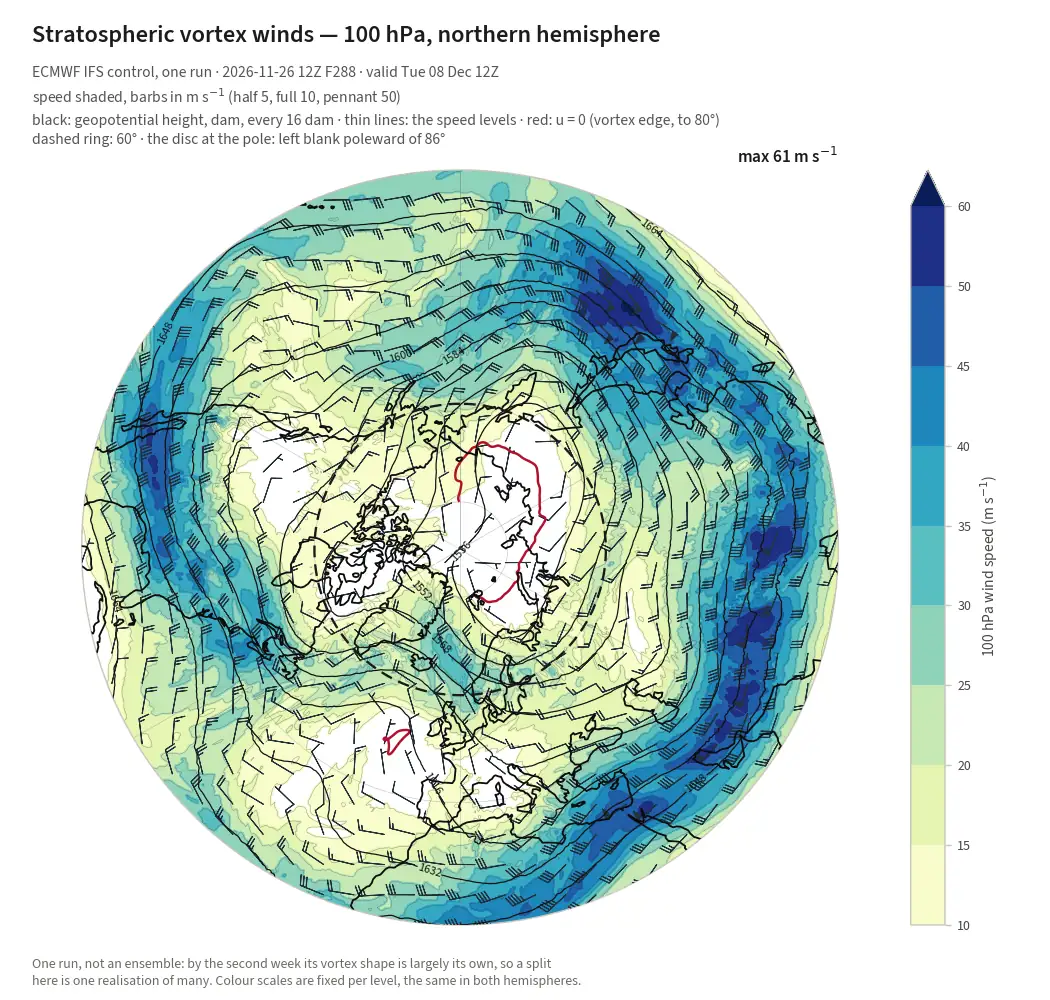 Stratospheric vortex winds — 100 hPa, northern hemisphere
ECMWF IFS control, one run · 2026-11-26 12Z F288 · valid Tue 08 Dec 12Z
speed shaded, barbs in m s⁻¹ (half 5, full 10, pennant 50)
black: geopotential height, dam, every 16 dam · thin lines: the speed levels · red: u = 0 (vortex edge, to 80°)
dashed ring: 60° · the disc at the pole: left blank poleward of 86°
max 61 m s⁻¹
1664
1648
1600
1584
1536
1552
1568
1632
60
50
45
40
35
30
25
20
15
10
100 hPa wind speed (m s⁻¹)
One run, not an ensemble: by the second week its vortex shape is largely its own, so a split
here is one realisation of many. Colour scales are fixed per level, the same in both hemispheres.